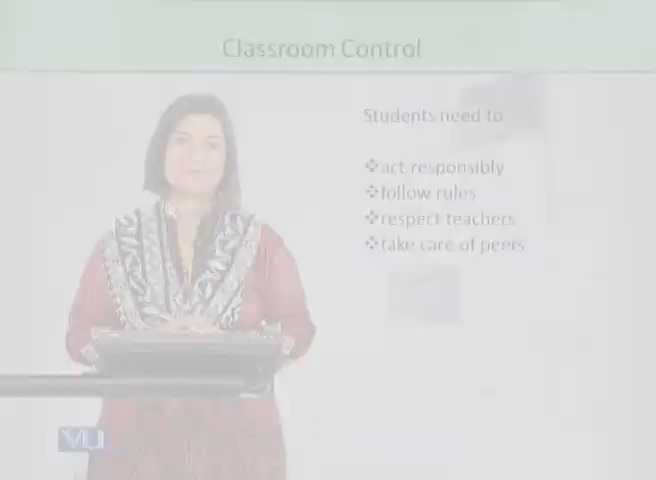 Classroom Control
Students need to
❖act responsibly
❖follow rules
❖respect teachers
❖take care of peers
VU